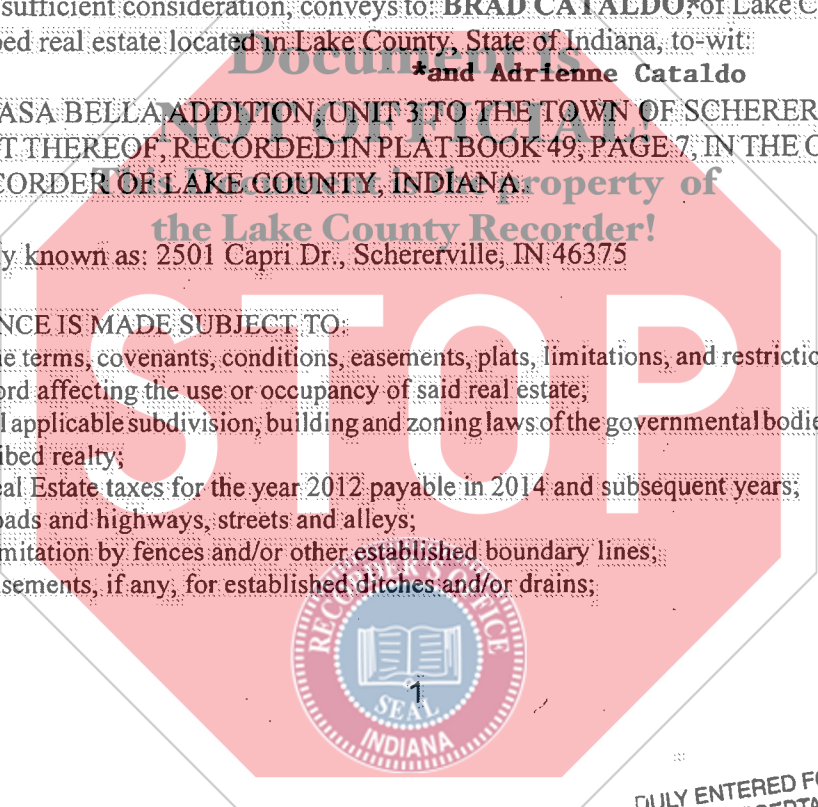 sufficient consideration, conveys to: BRAD CATALDO,*of Lake C
ped real estate located in Lake County, State of Indiana, to-wit:
Document is
*and Adrienne Cataldo
ASA BELLA ADDITION, UNIT 3 TO THE TOWN OF SCHERER
NOT OFFICIAL!
T THEREOF, RECORDED IN PLAT BOOK 49, PAGE 7, IN THE O
CORDER OF LAKE COUNTY, INDIANA.
This Document is the property of
the Lake County Recorder!
y known as: 2501 Capri Dr., Schererville, IN 46375
STOP
NCE IS MADE SUBJECT TO:
e terms, covenants, conditions, easements, plats, limitations, and restrictio
ord affecting the use or occupancy of said real estate;
l applicable subdivision, building and zoning laws of the governmental bodie
ibed realty;
eal Estate taxes for the year 2012 payable in 2014 and subsequent years;
oads and highways, streets and alleys;
mitation by fences and/or other established boundary lines;
sements, if any, for established ditches and/or drains;
RECORDER'S OFFICE
1
SEAL
INDIANA
DULY ENTERED FO